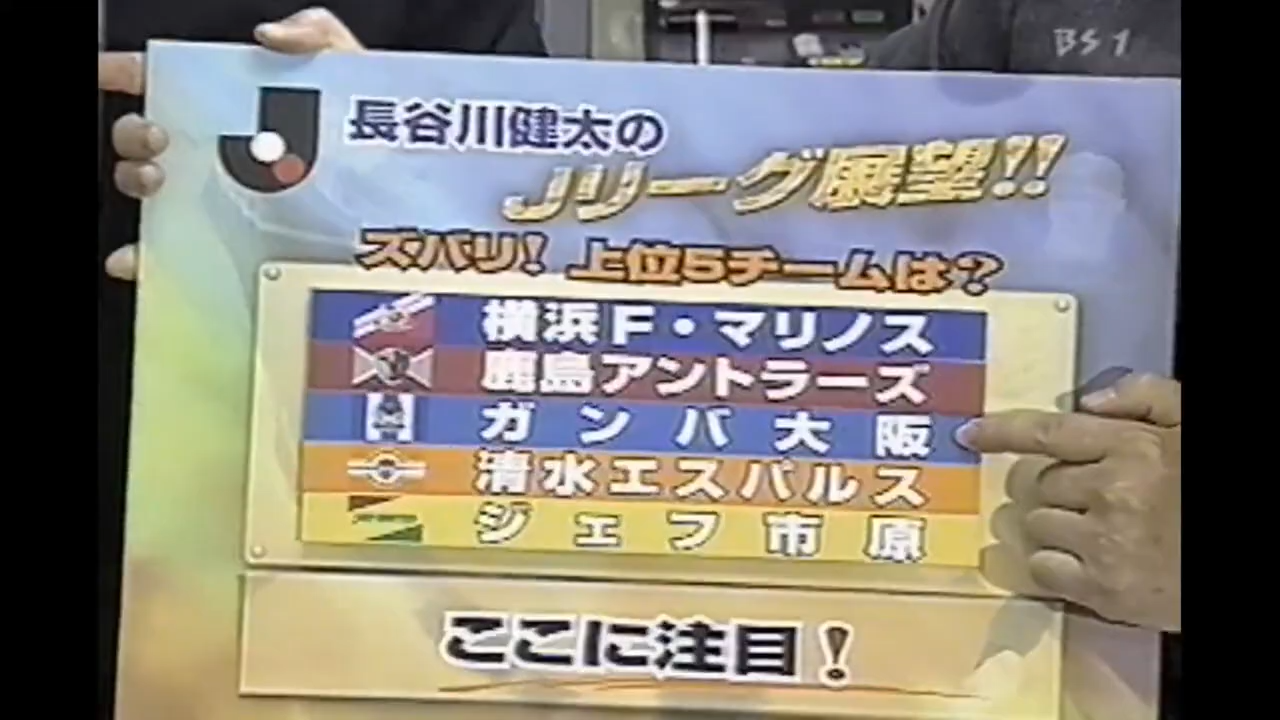 BS1
長谷川健太の
Jリーグ展望!!
ズバリ! 上位5チームは?
横浜F・マリノス
鹿島アントラーズ
ガンバ大阪
清水エスパルス
ジェフ市原
ここに注目!